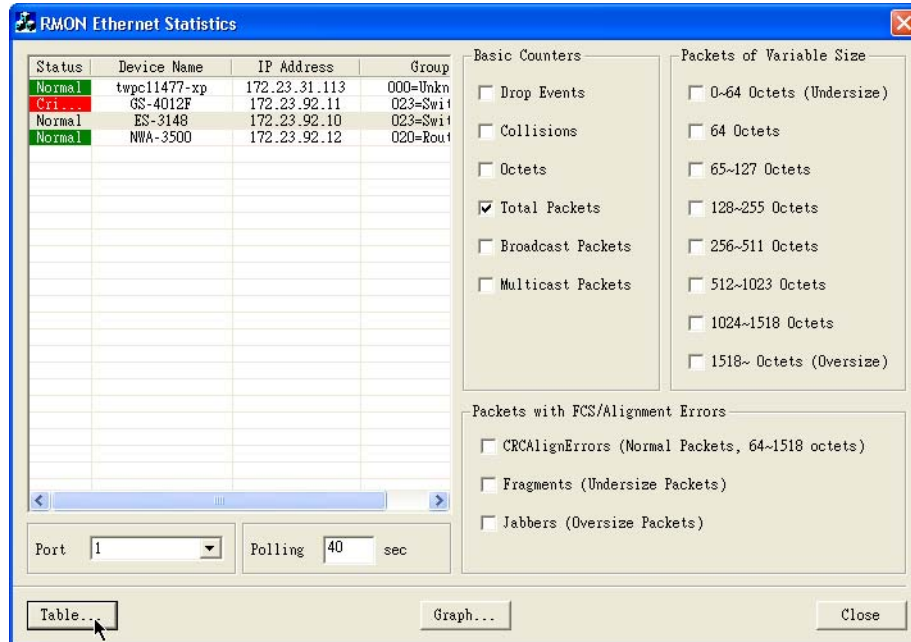 RMON Ethernet Statistics
Status Device Name IP Address Group
Normal twpc11477-xp 172.23.31.113 000=Unkn
Cri... GS-4012F 172.23.92.11 023=Swit
Normal ES-3148 172.23.92.10 023=Swit
Normal NWA-3500 172.23.92.12 020=Rout
Port 1
Polling 40 sec
Basic Counters
Drop Events
Collisions
Octets
Total Packets
Broadcast Packets
Multicast Packets
Packets of Variable Size
0~64 Octets (Undersize)
64 Octets
65~127 Octets
128~255 Octets
256~511 Octets
512~1023 Octets
1024~1518 Octets
1518~ Octets (Oversize)
Packets with FCS/Alignment Errors
CRCAlignErrors (Normal Packets, 64~1518 octets)
Fragments (Undersize Packets)
Jabbers (Oversize Packets)
Table...
Graph...
Close